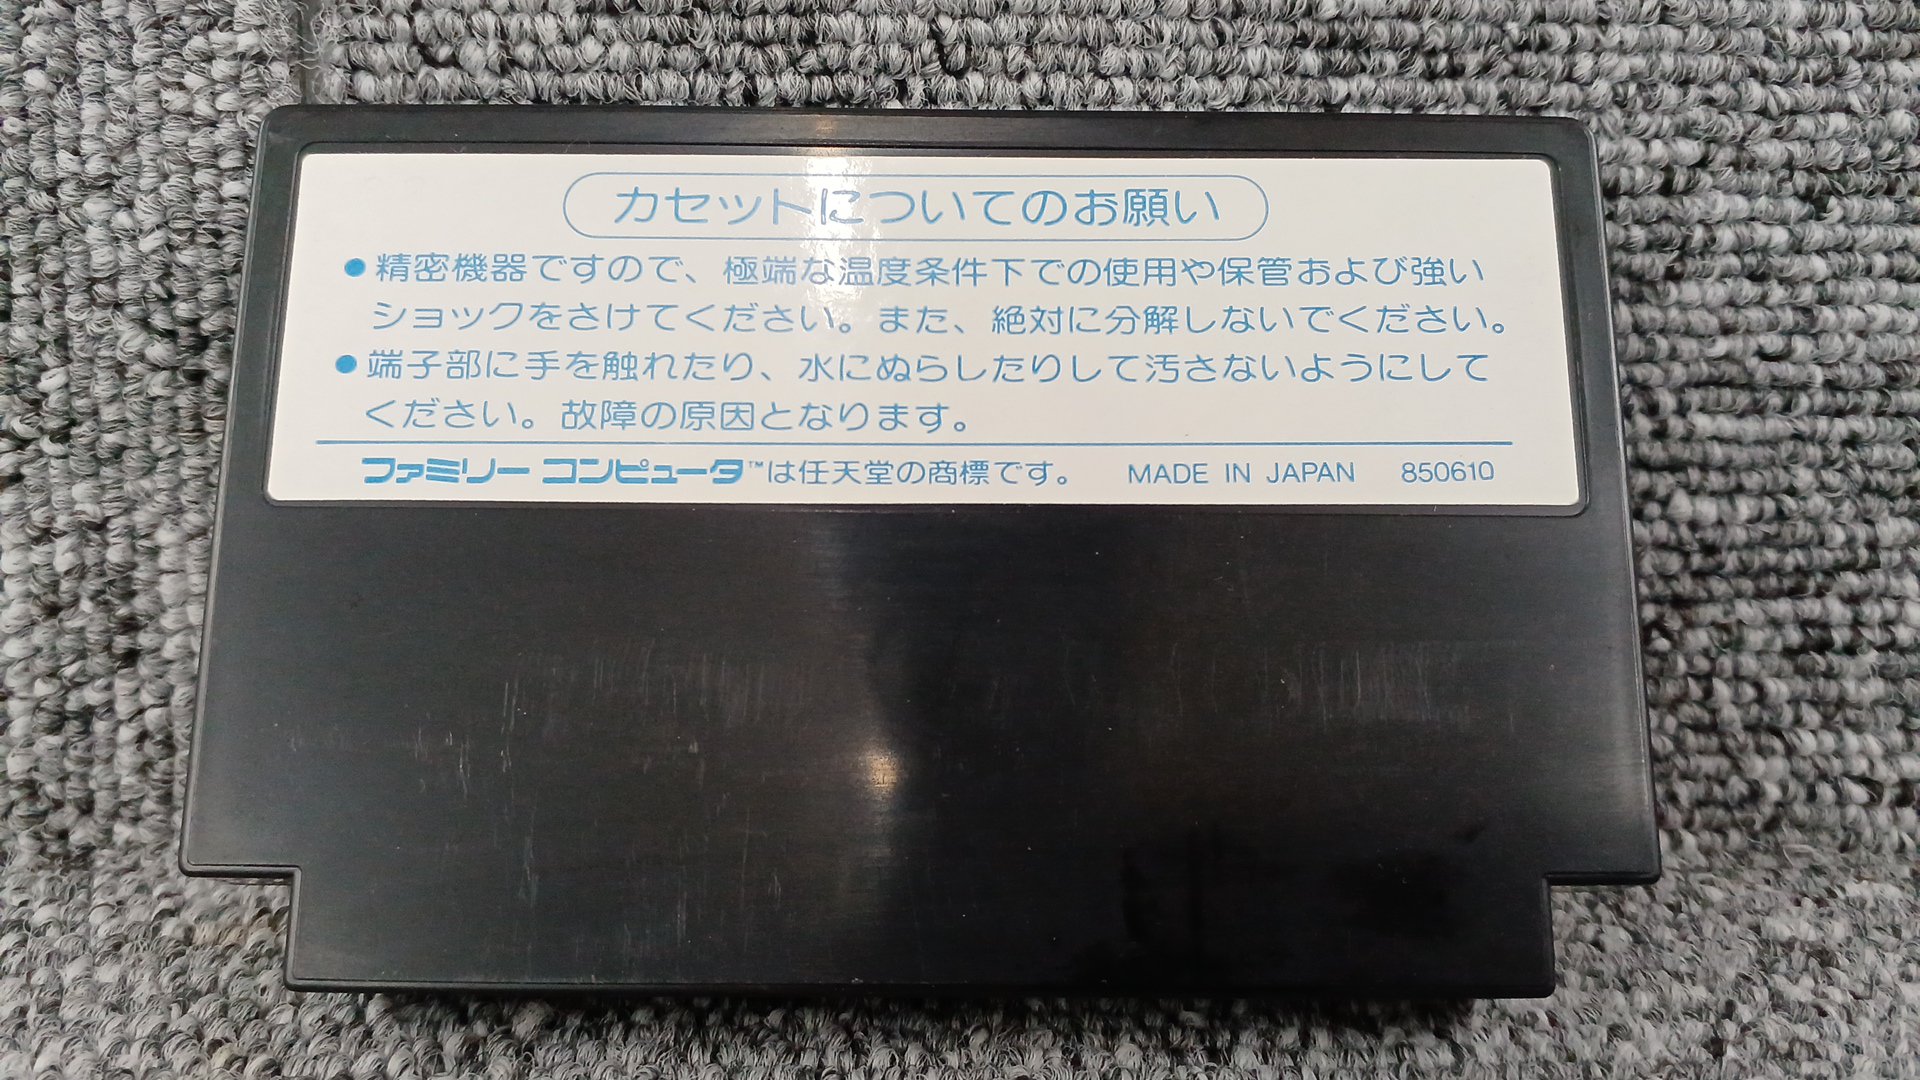 カセットについてのお願い
●精密機器ですので、極端な温度条件下での使用や保管および強い
ショックをさけてください。また、絶対に分解しないでください。
●端子部に手を触れたり、水にぬらしたりして汚さないようにして
ください。故障の原因となります。
ファミリー コンピュータ™は任天堂の商標です。 MADE IN JAPAN 850610